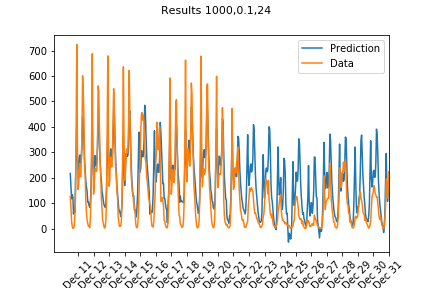 Results 1000,0.1,24
Prediction
Data
700
600
500
400
300
200
100
0
Dec 11
Dec 12
Dec 13
Dec 14
Dec 15
Dec 16
Dec 17
Dec 18
Dec 19
Dec 20
Dec 21
Dec 22
Dec 23
Dec 24
Dec 25
Dec 26
Dec 27
Dec 28
Dec 29
Dec 30
Dec 31